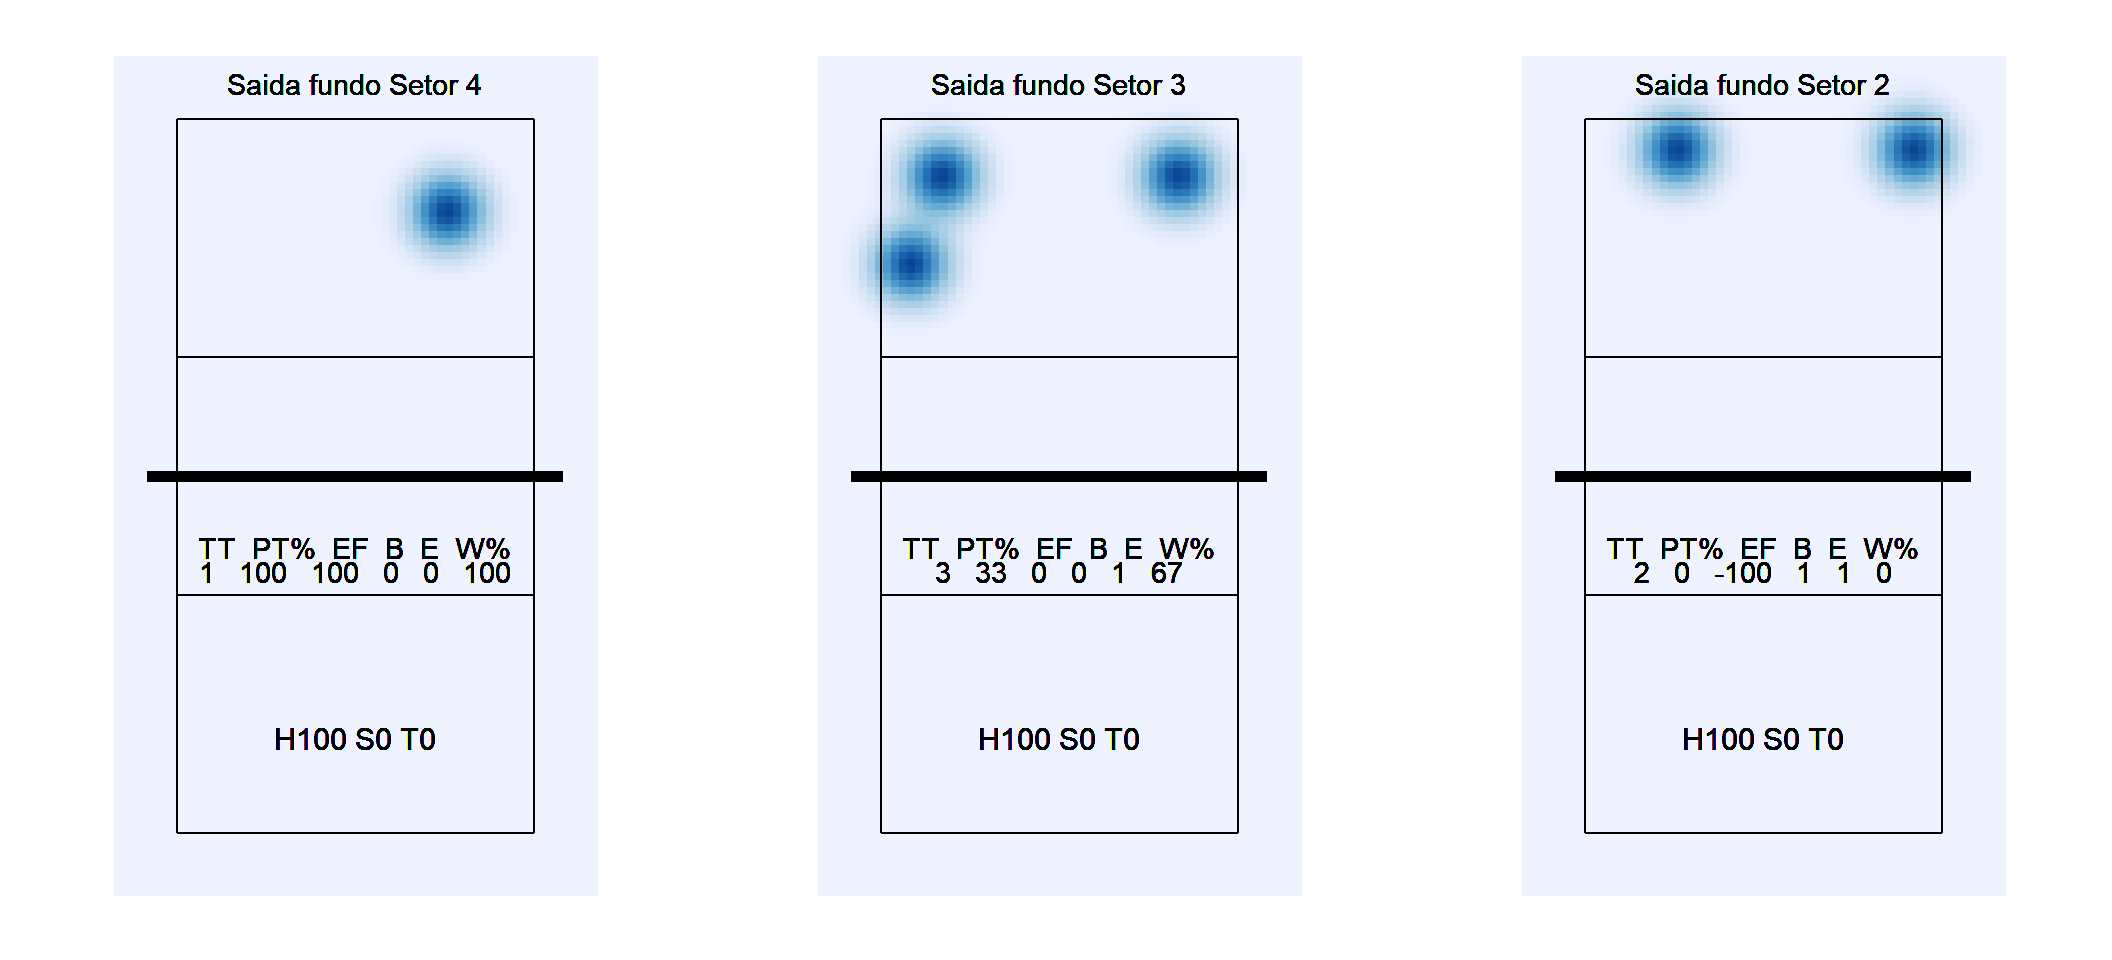 Saida fundo Setor 4
TT PT% EF B E W%
1 100 100 0 0 100
H100 S0 T0
Saida fundo Setor 3
TT PT% EF B E W%
3 33 0 0 1 67
H100 S0 T0
Saida fundo Setor 2
TT PT% EF B E W%
2 0 -100 1 1 0
H100 S0 T0